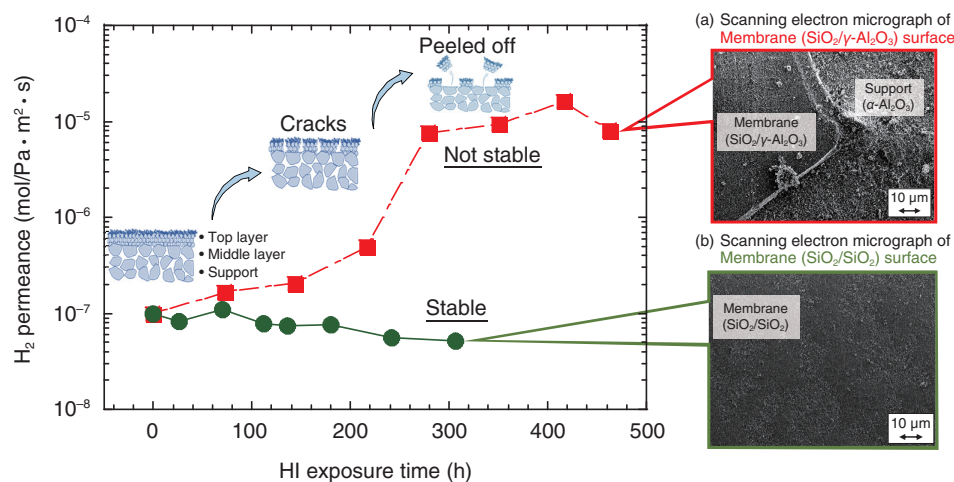 (a) Scanning electron micrograph of
Membrane (SiO₂/γ-Al₂O₃) surface
Support
(α-Al₂O₃)
Membrane
(SiO₂/γ-Al₂O₃)
10 µm
(b) Scanning electron micrograph of
Membrane (SiO₂/SiO₂) surface
Membrane
(SiO₂/SiO₂)
10 µm
Peeled off
Cracks
Not stable
• Top layer
• Middle layer
• Support
Stable
H₂ permeance (mol/Pa • m² • s)
10⁻⁴
10⁻⁵
10⁻⁶
10⁻⁷
10⁻⁸
0 100 200 300 400 500
HI exposure time (h)